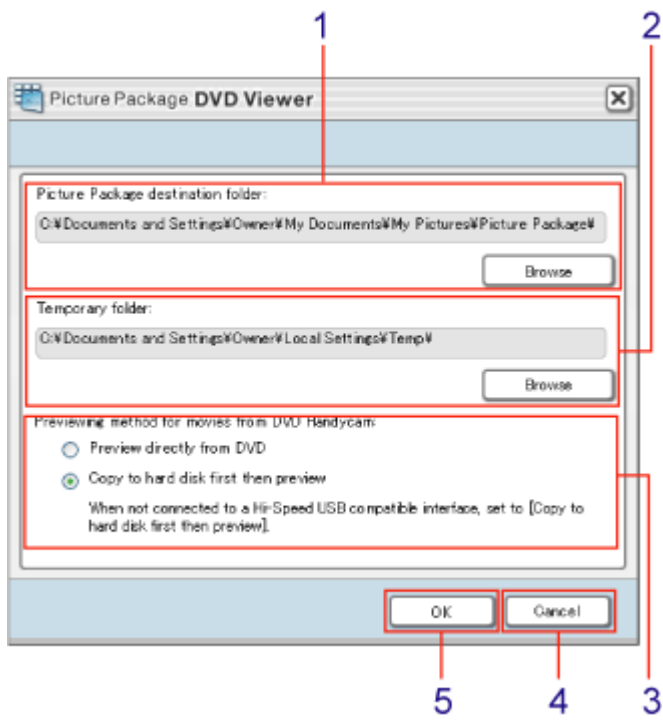 1
2
Picture Package DVD Viewer
Picture Package destination folder:
C:¥Documents and Settings¥Owner¥My Documents¥My Pictures¥Picture Package¥
Browse
Temporary folder:
C:¥Documents and Settings¥Owner¥Local Settings¥Temp¥
Browse
Previewing method for movies from DVD Handycam:
Preview directly from DVD
Copy to hard disk first then preview
When not connected to a Hi-Speed USB compatible interface, set to [Copy to
hard disk first then preview].
OK
Cancel
5
4
3